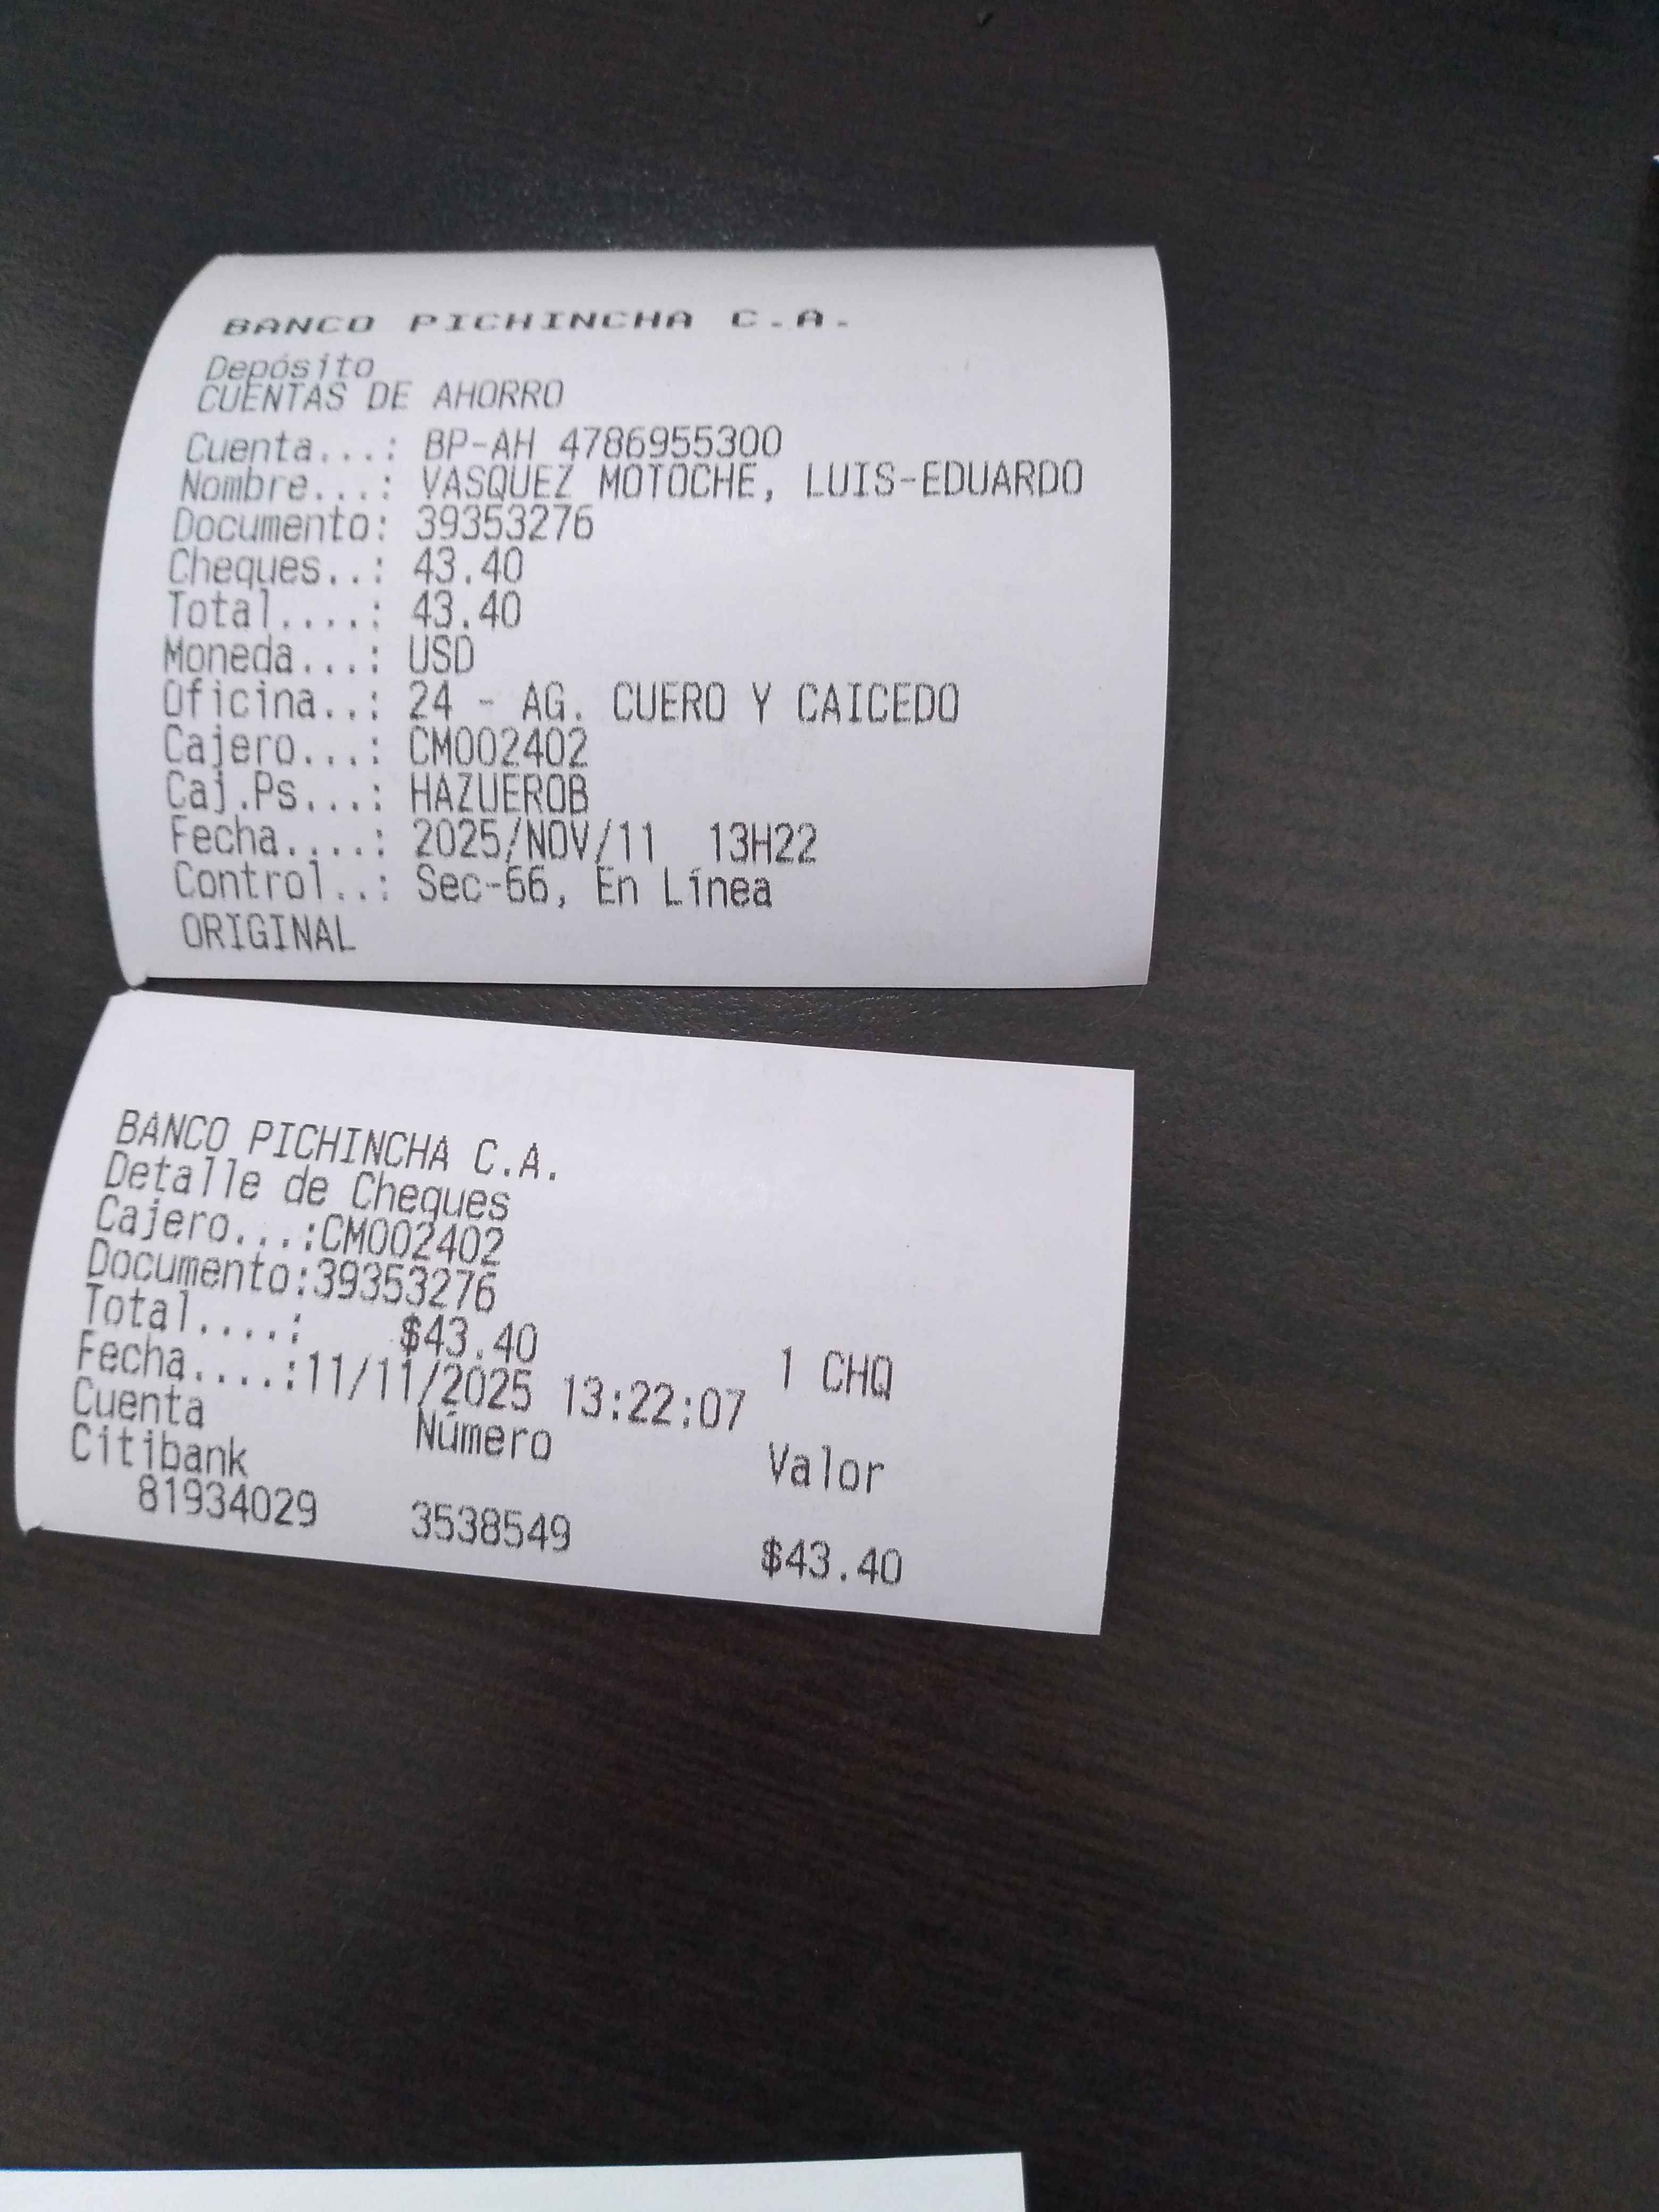 BANCO PICHINCHA C.A.
Depósito
CUENTAS DE AHORRO
Cuenta...: BP-AH 4786955300
Nombre...: VASQUEZ MOTOCHE, LUIS-EDUARDO
Documento: 39353276
Cheques..: 43.40
Total....: 43.40
Moneda...: USD
Oficina..: 24 - AG. CUERO Y CAICEDO
Cajero...: CM002402
Caj.Ps...: HAZUEROB
Fecha....: 2025/NOV/11 13H22
Control..: Sec-66, En Línea
ORIGINAL
BANCO PICHINCHA C.A.
Detalle de Cheques
Cajero...:CM002402
Documento:39353276
Total....: $43.40 1 CHQ
Fecha....:11/11/2025 13:22:07
Cuenta Número Valor
Citibank
81934029 3538549 $43.40